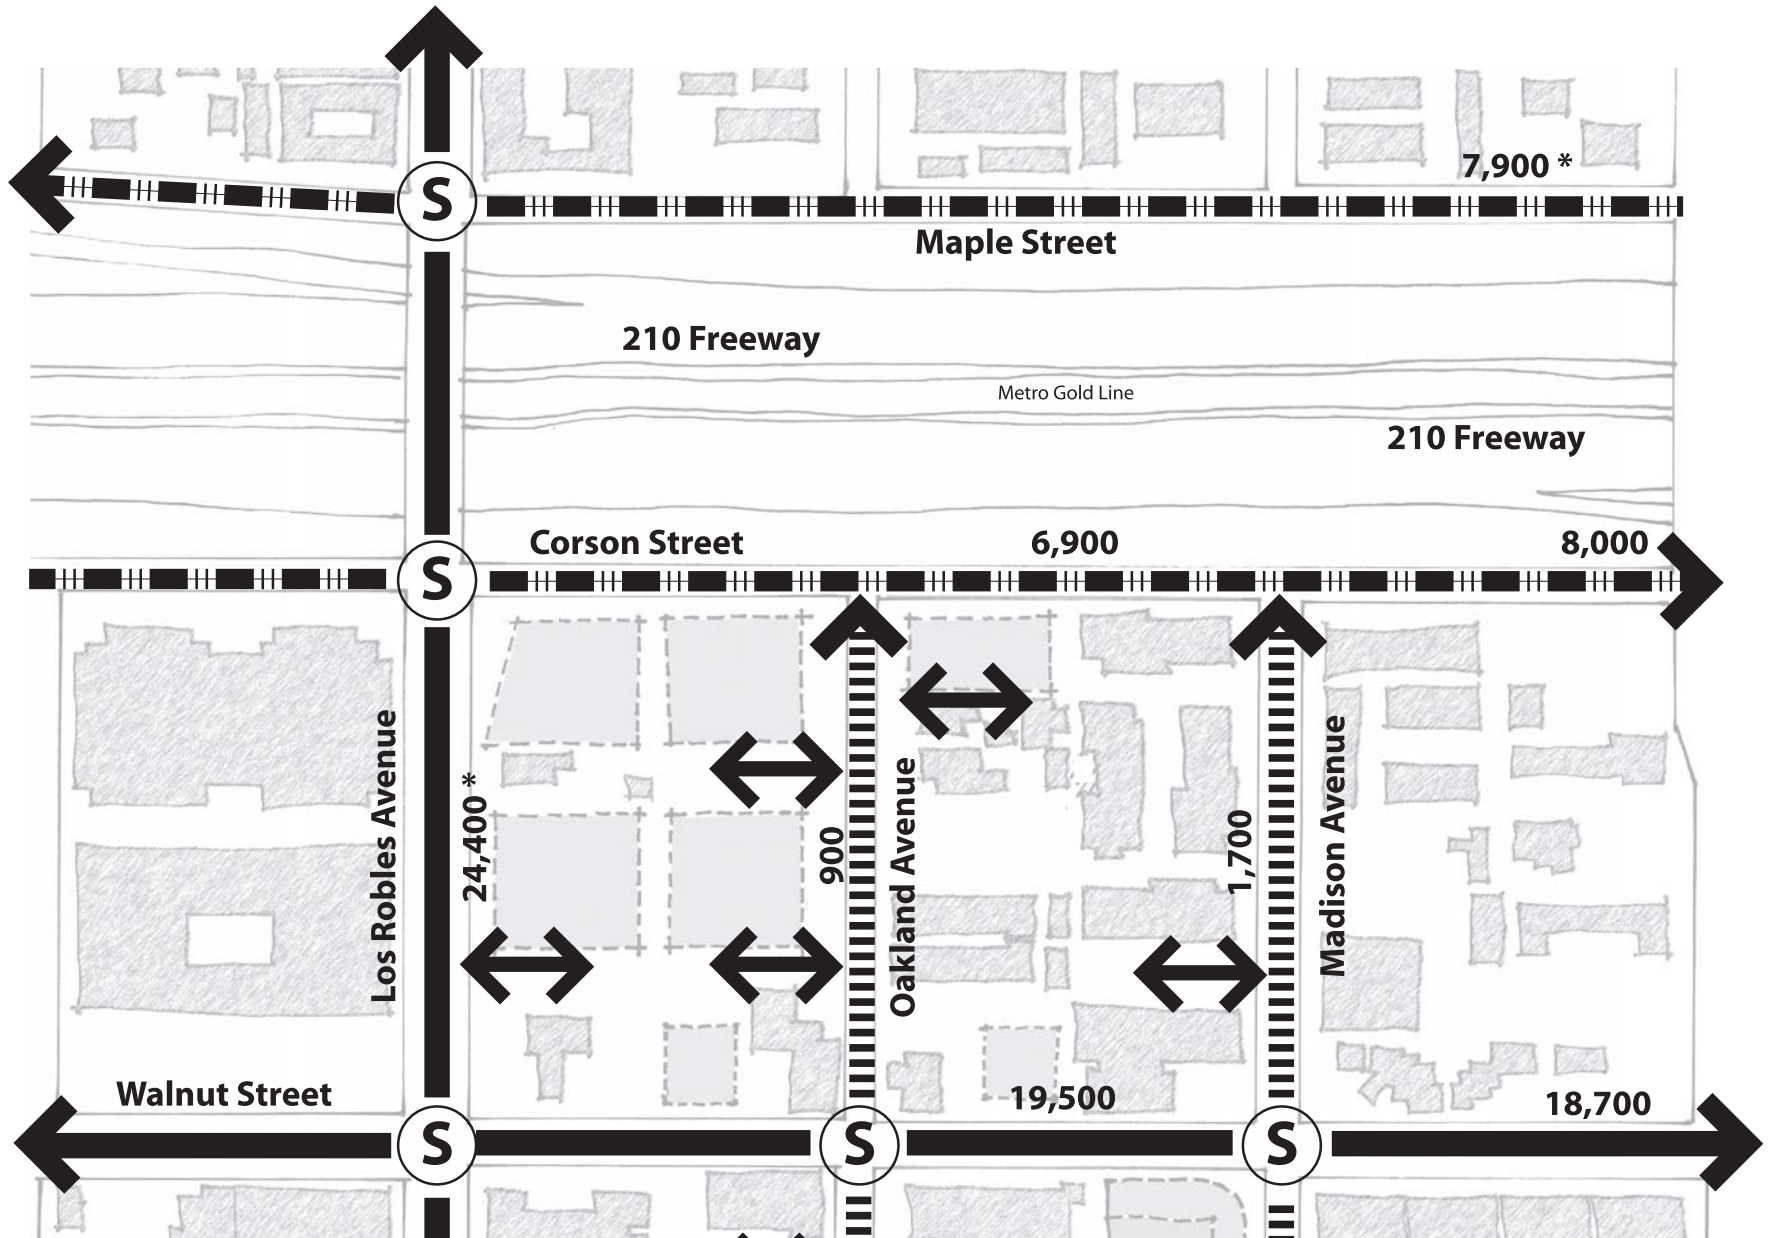 7,900 *
S
Maple Street
210 Freeway
Metro Gold Line
210 Freeway
Corson Street
6,900
8,000
S
Los Robles Avenue
24,400 *
900
Oakland Avenue
1,700
Madison Avenue
Walnut Street
19,500
18,700
S
S
S